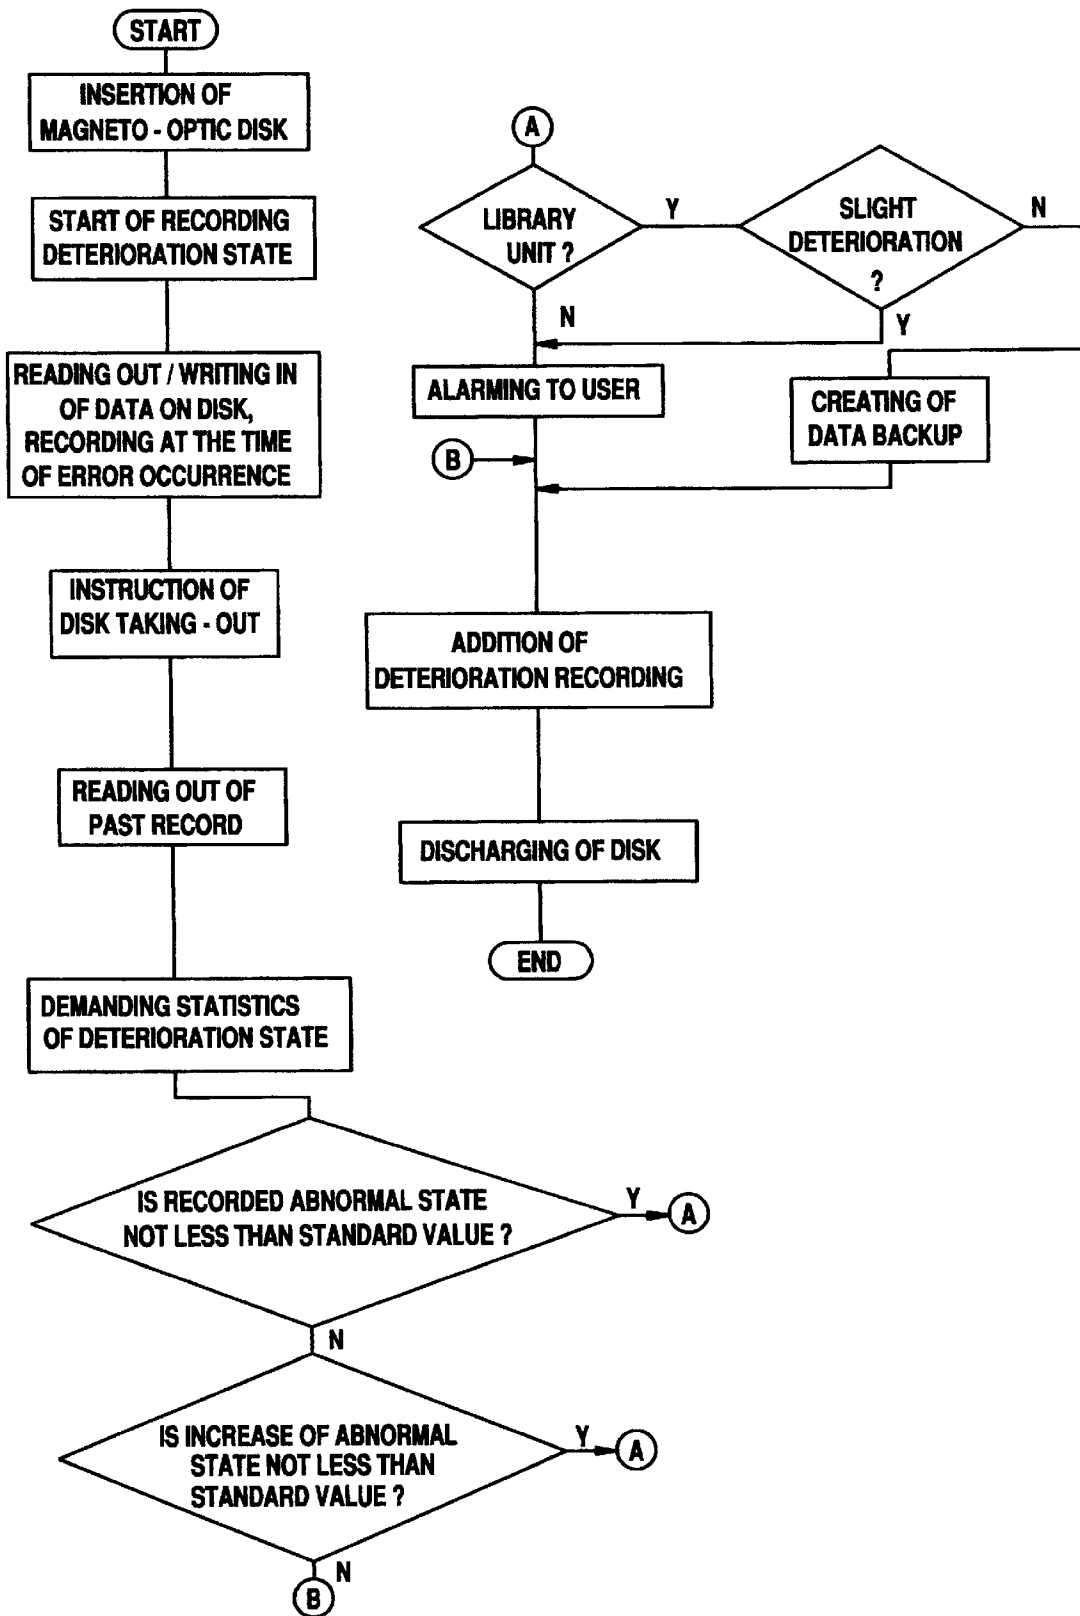 START
INSERTION OF
MAGNETO - OPTIC DISK
START OF RECORDING
DETERIORATION STATE
READING OUT / WRITING IN
OF DATA ON DISK,
RECORDING AT THE TIME
OF ERROR OCCURRENCE
INSTRUCTION OF
DISK TAKING - OUT
READING OUT OF
PAST RECORD
DEMANDING STATISTICS
OF DETERIORATION STATE
IS RECORDED ABNORMAL STATE
NOT LESS THAN STANDARD VALUE ?
Y
A
N
IS INCREASE OF ABNORMAL
STATE NOT LESS THAN
STANDARD VALUE ?
Y
A
N
B
A
LIBRARY
UNIT ?
Y
N
SLIGHT
DETERIORATION
?
N
Y
ALARMING TO USER
CREATING OF
DATA BACKUP
B
ADDITION OF
DETERIORATION RECORDING
DISCHARGING OF DISK
END